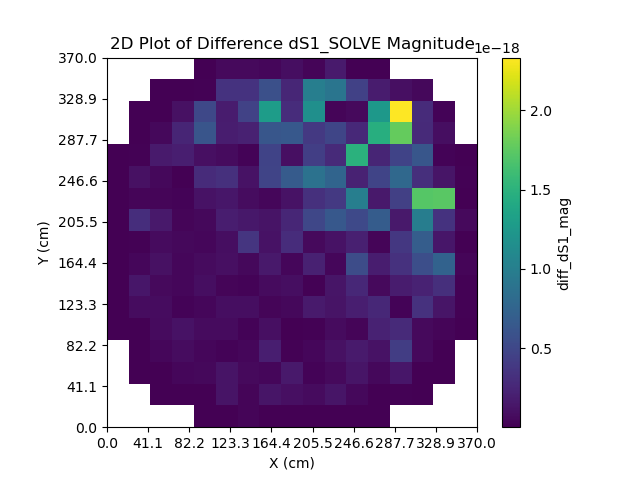 2D Plot of Difference dS1_SOLVE Magnitude
1e−18
370.0
328.9
287.7
246.6
205.5
164.4
123.3
82.2
41.1
0.0
Y (cm)
0.0 41.1 82.2 123.3 164.4 205.5 246.6 287.7 328.9 370.0
X (cm)
2.0
1.5
1.0
0.5
diff_dS1_mag